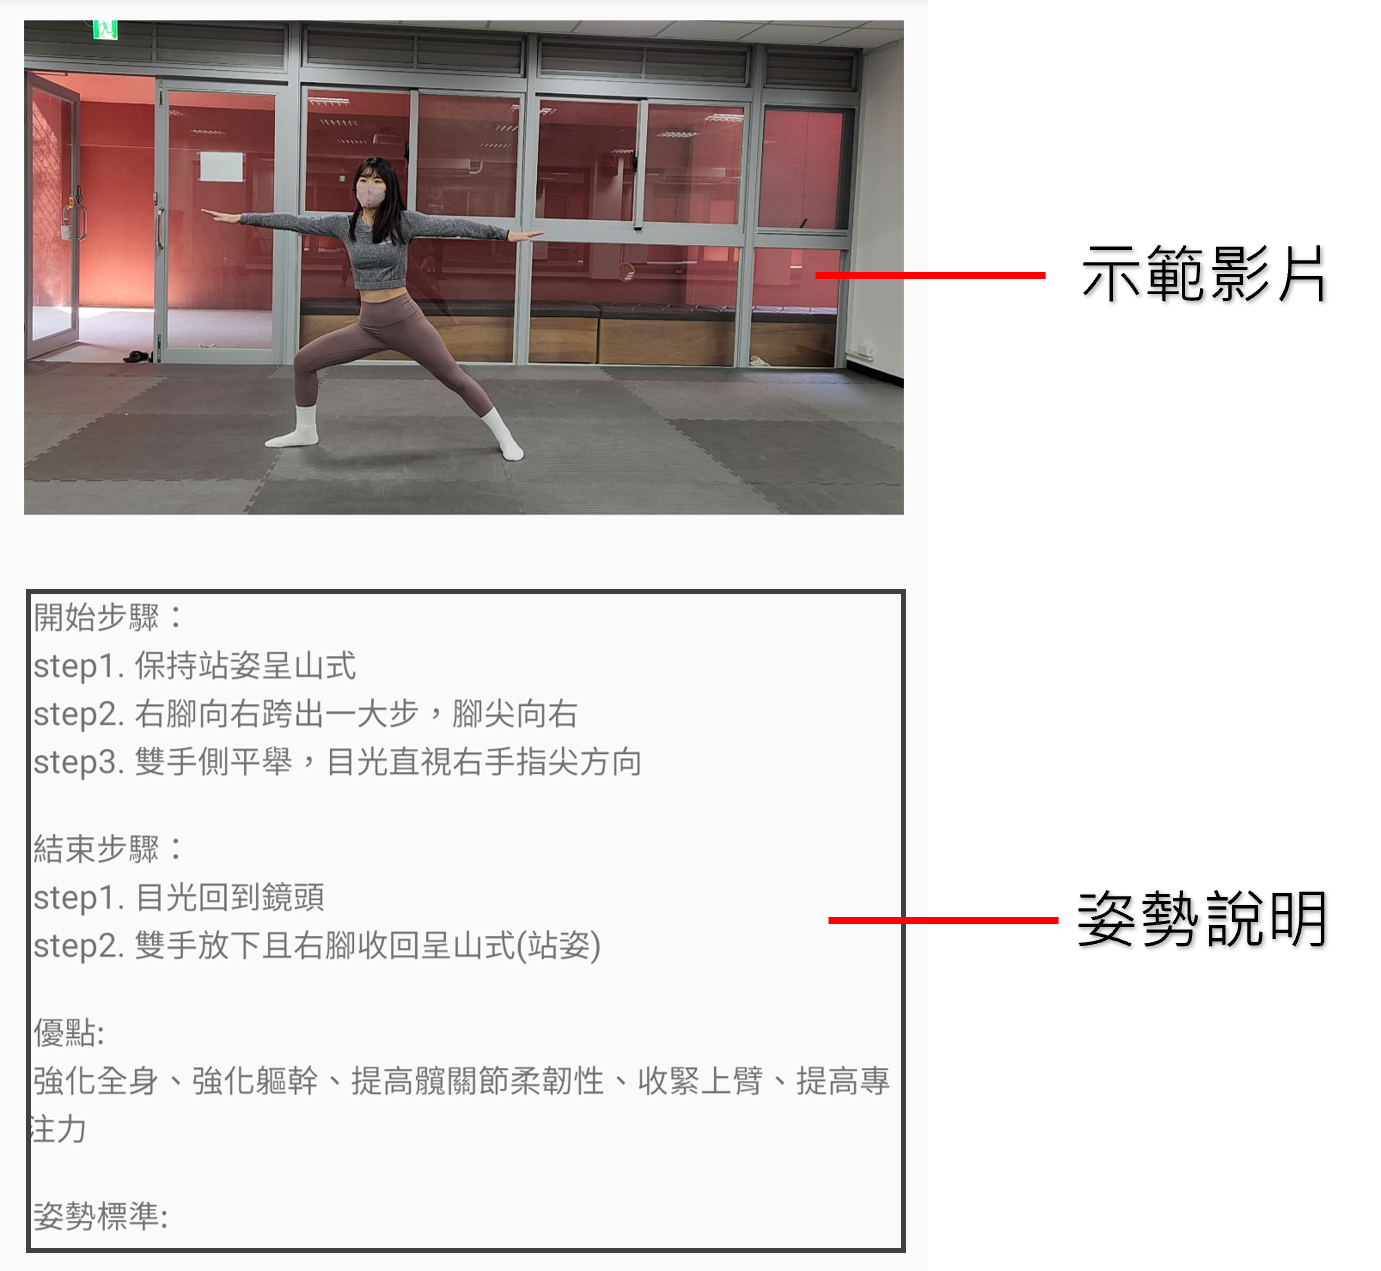 示範影片
開始步驟：
step1. 保持站姿呈山式
step2. 右腳向右跨出一大步，腳尖向右
step3. 雙手側平舉，目光直視右手指尖方向
結束步驟：
step1. 目光回到鏡頭
step2. 雙手放下且右腳收回呈山式(站姿)
姿勢說明
優點:
強化全身、強化軀幹、提高髖關節柔韌性、收緊上臂、提高專
注力
姿勢標準: